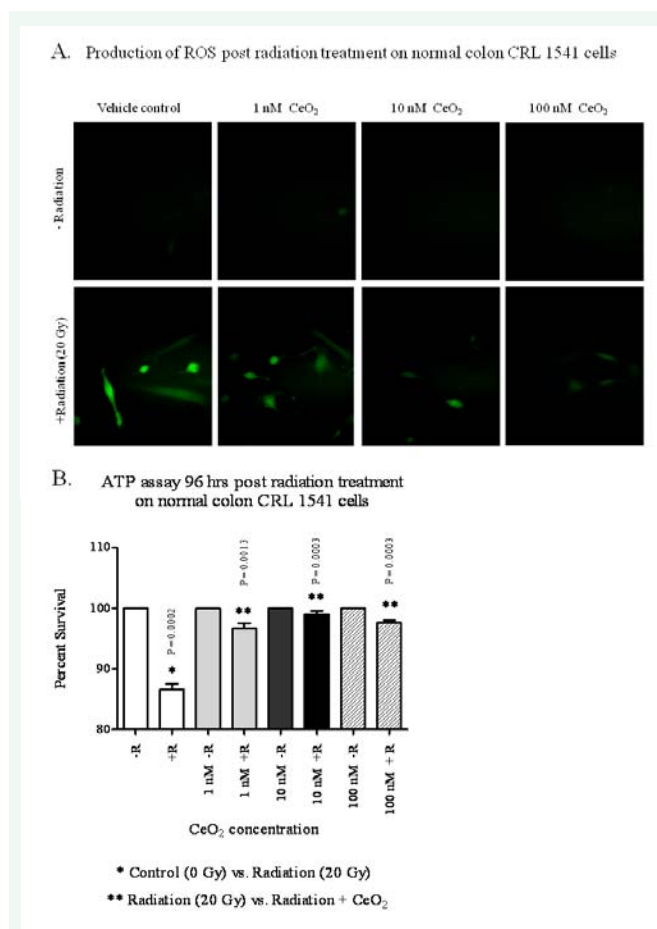 A. Production of ROS post radiation treatment on normal colon CRL 1541 cells
Vehicle control
1 nM CeO₂
10 nM CeO₂
100 nM CeO₂
- Radiation
+Radiation (20 Gy)
B. ATP assay 96 hrs post radiation treatment
on normal colon CRL 1541 cells
Percent Survival
110
100
90
80
P=0.0002
P=0.0013
P=0.0003
P=0.0003
*
**
**
**
-R
+R
1 nM -R
1 nM +R
10 nM -R
10 nM +R
100 nM -R
100 nM + R
CeO₂ concentration
* Control (0 Gy) vs. Radiation (20 Gy)
** Radiation (20 Gy) vs. Radiation + CeO₂